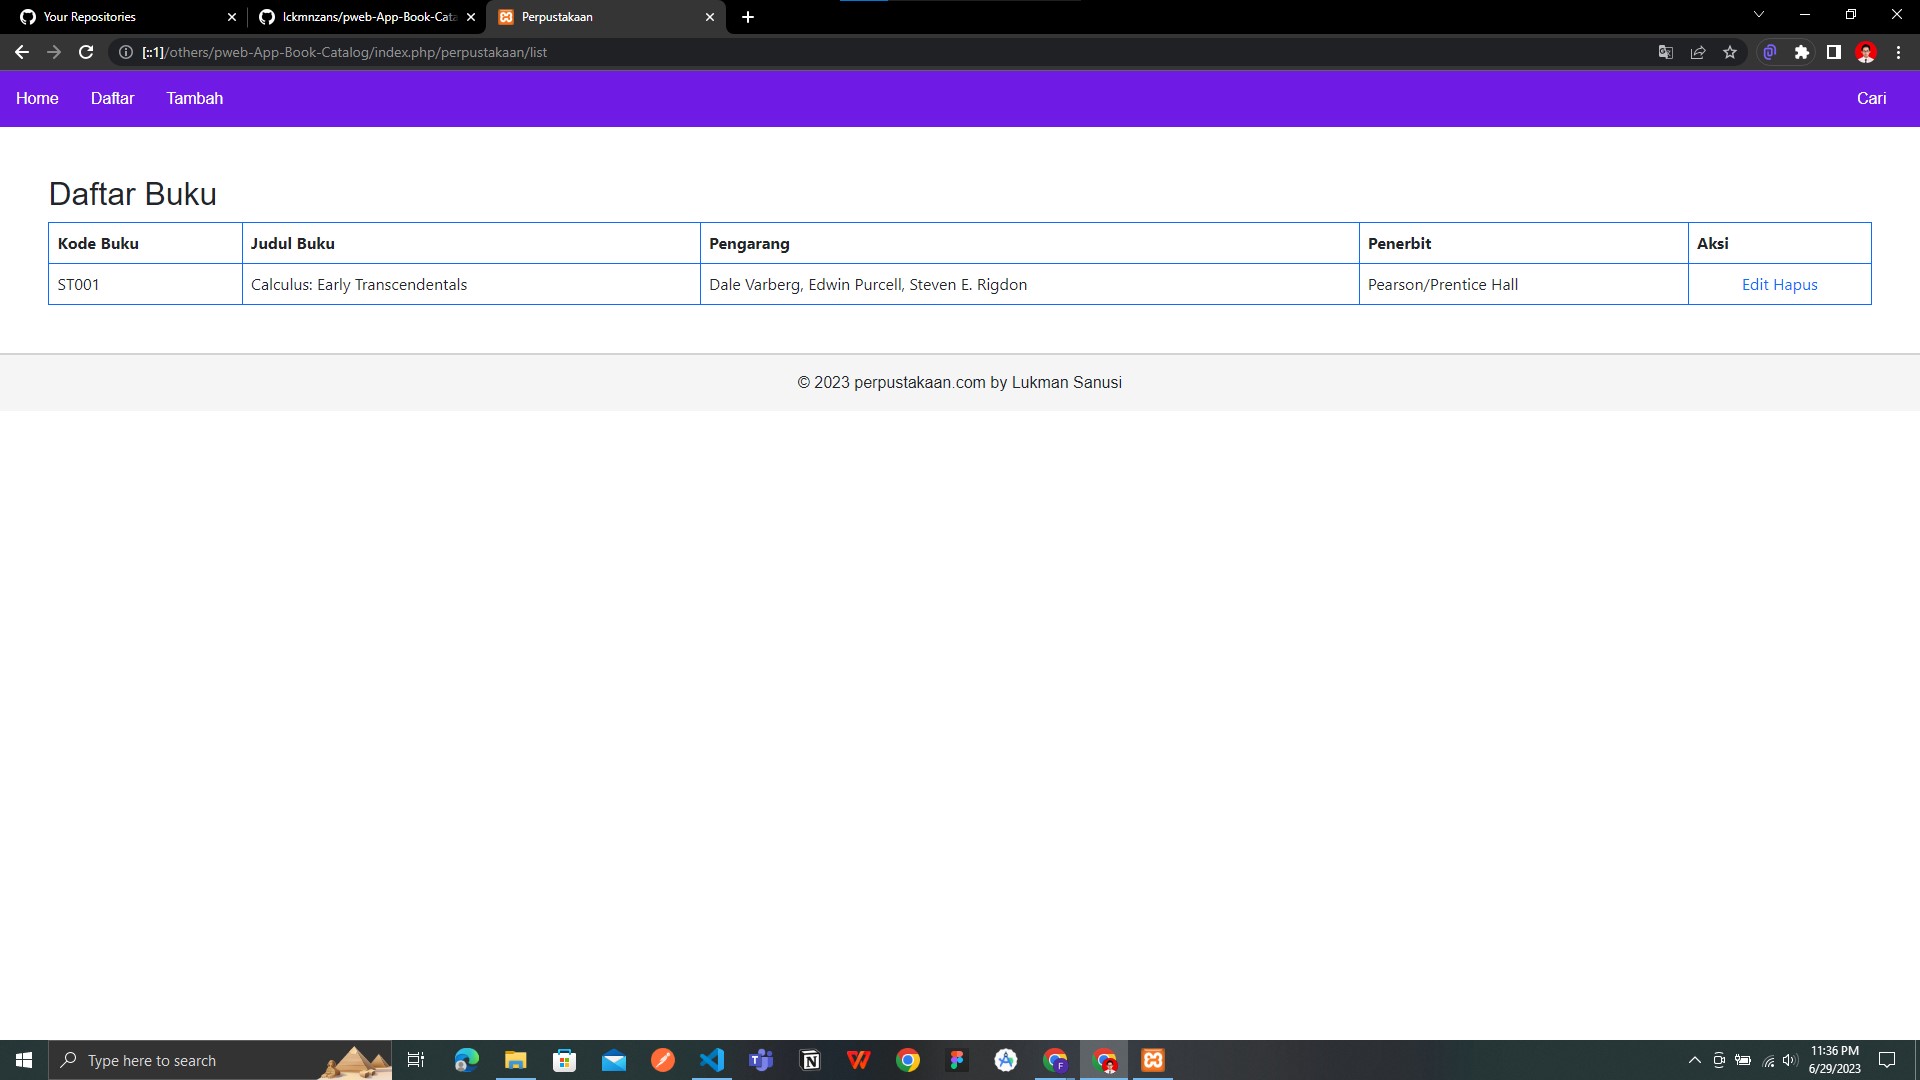 Your Repositories
lckmnzans/pweb-App-Book-Cata
Perpustakaan
[::1]/others/pweb-App-Book-Catalog/index.php/perpustakaan/list
Home Daftar Tambah Cari
Daftar Buku
Kode Buku Judul Buku Pengarang Penerbit Aksi
ST001 Calculus: Early Transcendentals Dale Varberg, Edwin Purcell, Steven E. Rigdon Pearson/Prentice Hall Edit Hapus
© 2023 perpustakaan.com by Lukman Sanusi
Type here to search
11:36 PM
6/29/2023